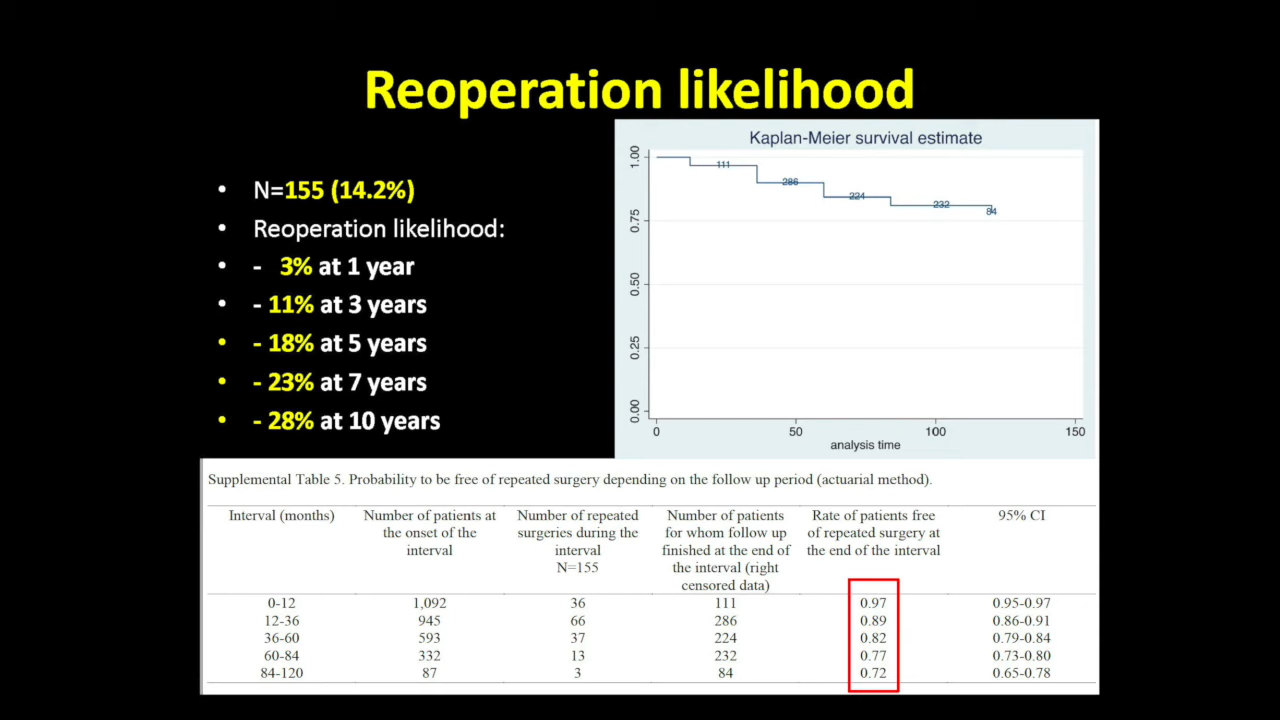 Reoperation likelihood
• N=155 (14.2%)
• Reoperation likelihood:
• - 3% at 1 year
• - 11% at 3 years
• - 18% at 5 years
• - 23% at 7 years
• - 28% at 10 years
Kaplan-Meier survival estimate
1.00
0.75
0.50
0.25
0.00
111
286
224
232
84
0 50 100 150
analysis time
Supplemental Table 5. Probability to be free of repeated surgery depending on the follow up period (actuarial method).
Interval (months) Number of patients at Number of repeated Number of patients Rate of patients free 95% CI
the onset of the surgeries during the for whom follow up of repeated surgery at
interval interval finished at the end of the end of the interval
N=155 the interval (right
censored data)
0-12 1,092 36 111 0.97 0.95-0.97
12-36 945 66 286 0.89 0.86-0.91
36-60 593 37 224 0.82 0.79-0.84
60-84 332 13 232 0.77 0.73-0.80
84-120 87 3 84 0.72 0.65-0.78